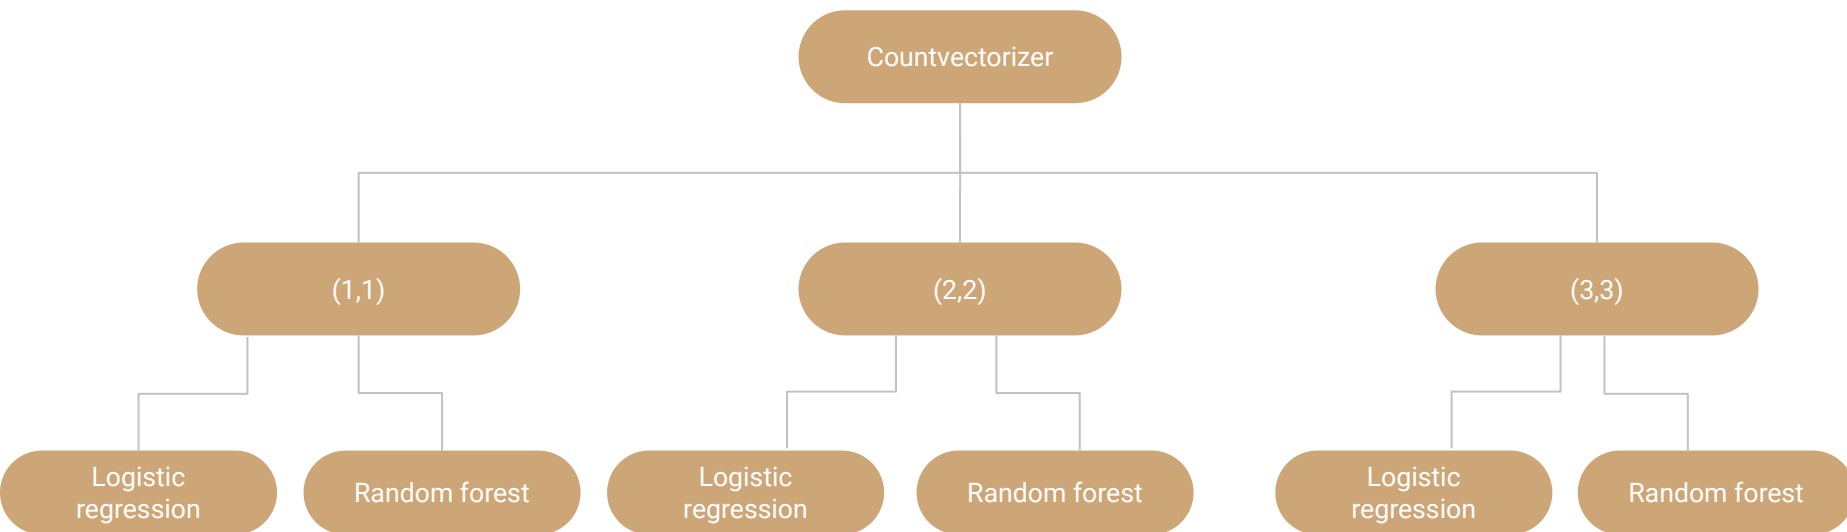 Countvectorizer
(1,1)
(2,2)
(3,3)
Logistic
regression
Random forest
Logistic
regression
Random forest
Logistic
regression
Random forest